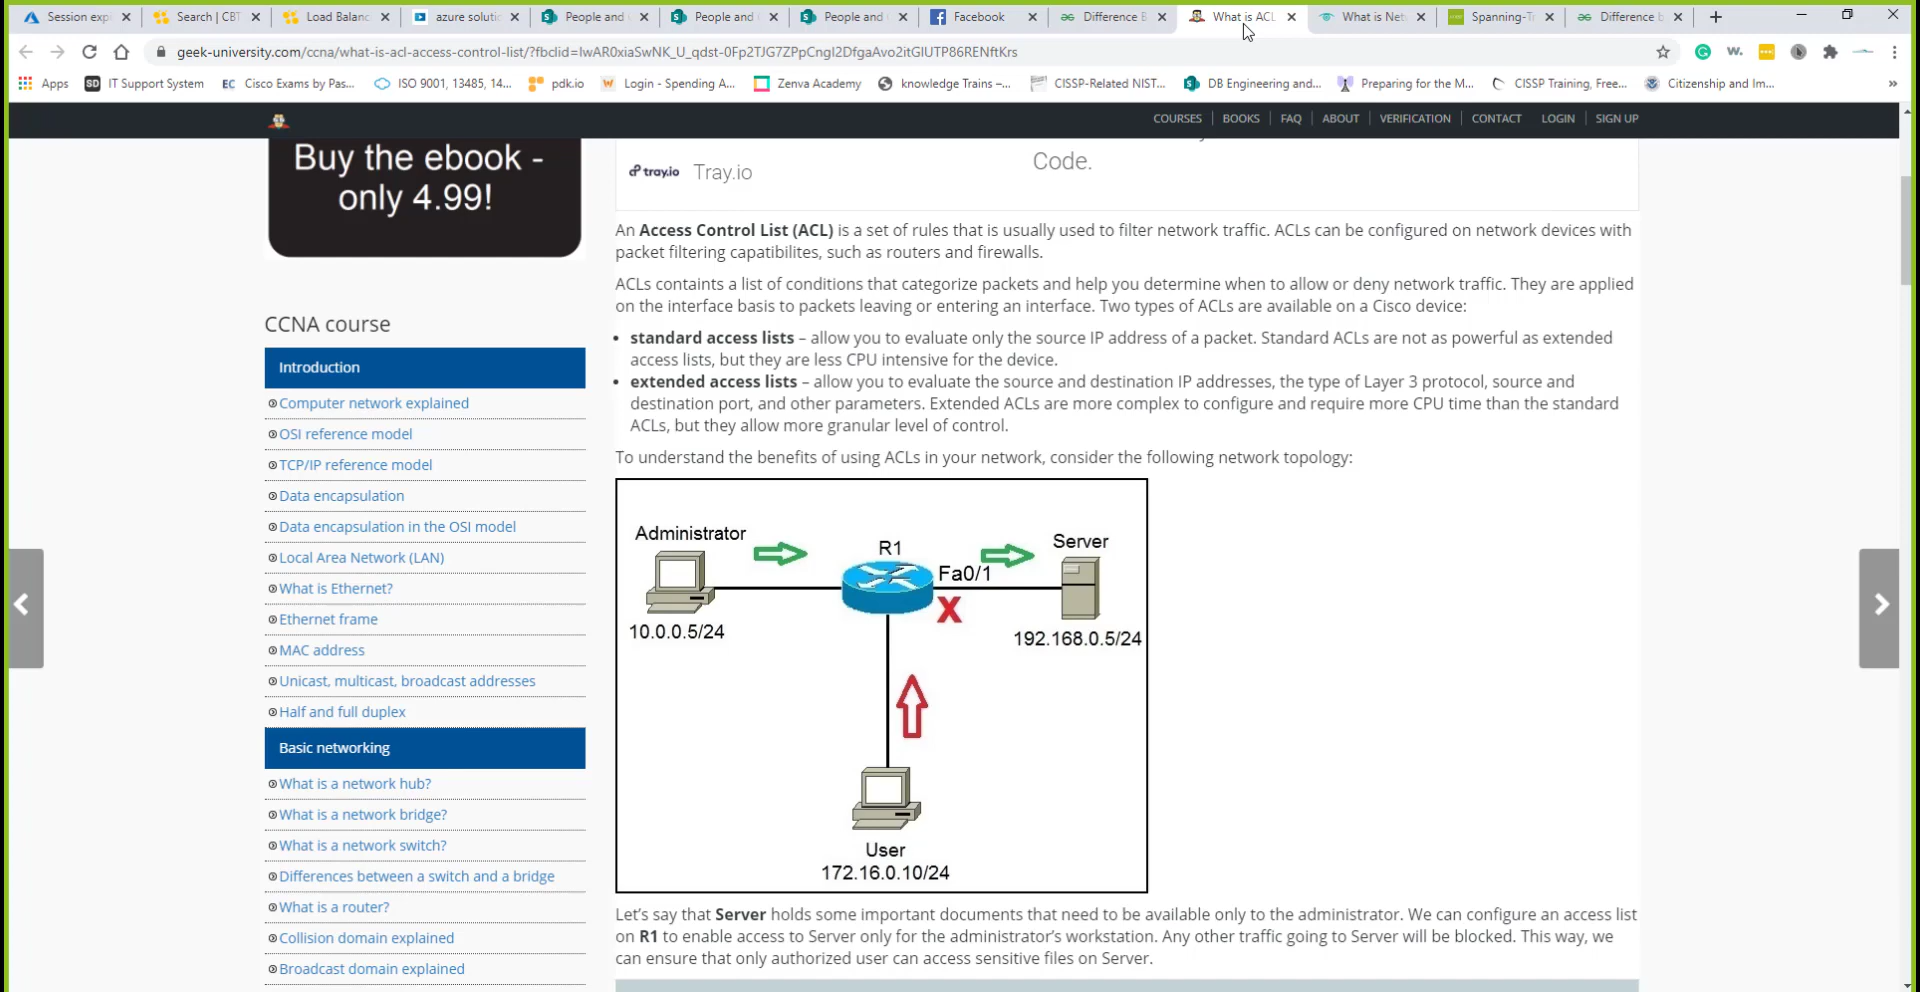 Session expl
Search | CBT
Load Balanc
azure soluti
People and
People and
People and
Facebook
Difference B
What is ACL
What is Netw
Spanning-Tr
Difference b
geek-university.com/ccna/what-is-acl-access-control-list/?fbclid=IwAR0xiaSwNK_U_qdst-0Fp2TJG7ZPpCngI2DfgaAvo2itGIUTP86RENftKrs
Apps
SD IT Support System
EC Cisco Exams by Pas...
ISO 9001, 13485, 14...
pdk.io
W Login - Spending A...
Zenva Academy
knowledge Trains –...
CISSP-Related NIST...
DB Engineering and...
Preparing for the M...
CISSP Training, Free...
Citizenship and Im...
»
COURSES | BOOKS | FAQ | ABOUT | VERIFICATION | CONTACT LOGIN | SIGN UP
Buy the ebook -
only 4.99!
Code.
tray.io Tray.io
An Access Control List (ACL) is a set of rules that is usually used to filter network traffic. ACLs can be configured on network devices with
packet filtering capabilites, such as routers and firewalls.
ACLs containts a list of conditions that categorize packets and help you determine when to allow or deny network traffic. They are applied
on the interface basis to packets leaving or entering an interface. Two types of ACLs are available on a Cisco device:
• standard access lists – allow you to evaluate only the source IP address of a packet. Standard ACLs are not as powerful as extended
access lists, but they are less CPU intensive for the device.
• extended access lists – allow you to evaluate the source and destination IP addresses, the type of Layer 3 protocol, source and
destination port, and other parameters. Extended ACLs are more complex to configure and require more CPU time than the standard
ACLs, but they allow more granular level of control.
To understand the benefits of using ACLs in your network, consider the following network topology:
Administrator
R1
Server
Fa0/1
X
10.0.0.5/24
192.168.0.5/24
User
172.16.0.10/24
Let’s say that Server holds some important documents that need to be available only to the administrator. We can configure an access list
on R1 to enable access to Server only for the administrator’s workstation. Any other traffic going to Server will be blocked. This way, we
can ensure that only authorized user can access sensitive files on Server.
CCNA course
Introduction
Computer network explained
OSI reference model
TCP/IP reference model
Data encapsulation
Data encapsulation in the OSI model
Local Area Network (LAN)
What is Ethernet?
Ethernet frame
MAC address
Unicast, multicast, broadcast addresses
Half and full duplex
Basic networking
What is a network hub?
What is a network bridge?
What is a network switch?
Differences between a switch and a bridge
What is a router?
Collision domain explained
Broadcast domain explained